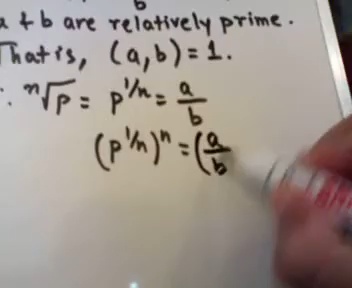 a & b are relatively prime.
That is, (a,b)=1.
∴ ⁿ√p = p^1/n = a/b
(p^1/n)^n = (a/b